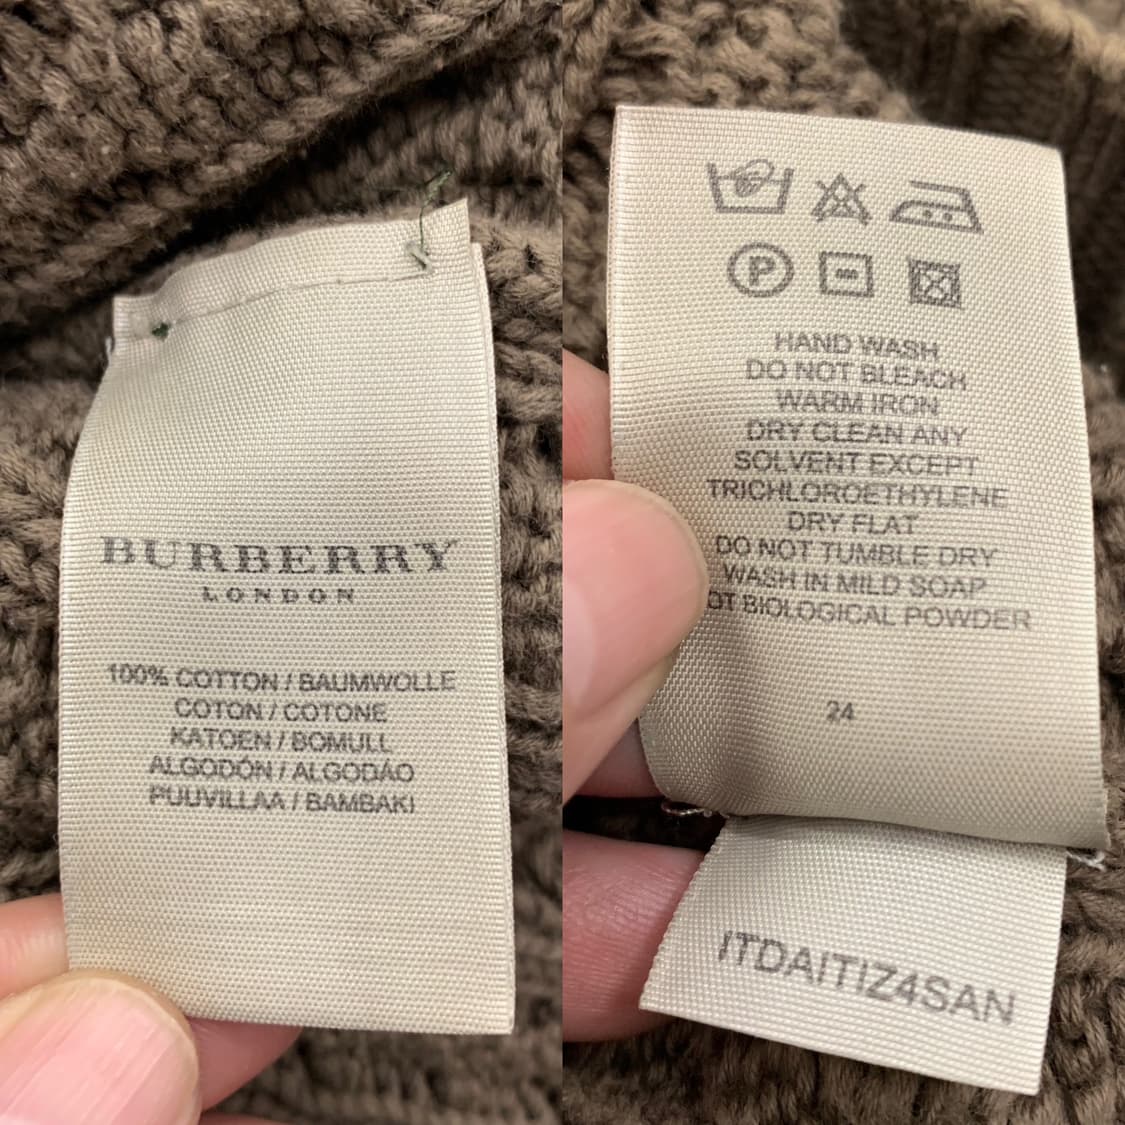 BURBERRY
LONDON
100% COTTON / BAUMWOLLE
COTON / COTONE
KATOEN / BOMULL
ALGODÓN / ALGODÃO
PUUVILLAA / BAMBAKI
P
HAND WASH
DO NOT BLEACH
WARM IRON
DRY CLEAN ANY
SOLVENT EXCEPT
TRICHLOROETHYLENE
DRY FLAT
DO NOT TUMBLE DRY
WASH IN MILD SOAP
OT BIOLOGICAL POWDER
24
ITDAITIZ4SAN